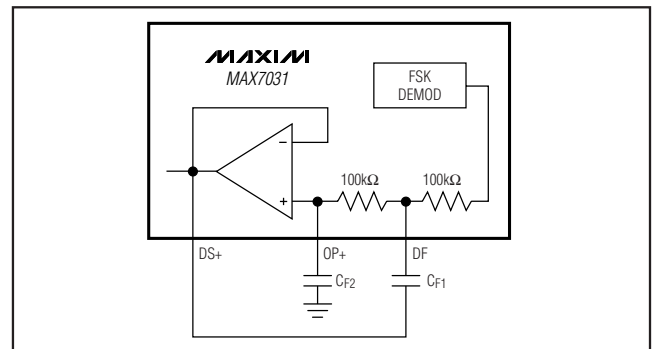 MAXIM
MAX7031
FSK
DEMOD
−
+
100kΩ
100kΩ
DS+
OP+
DF
CF2
CF1